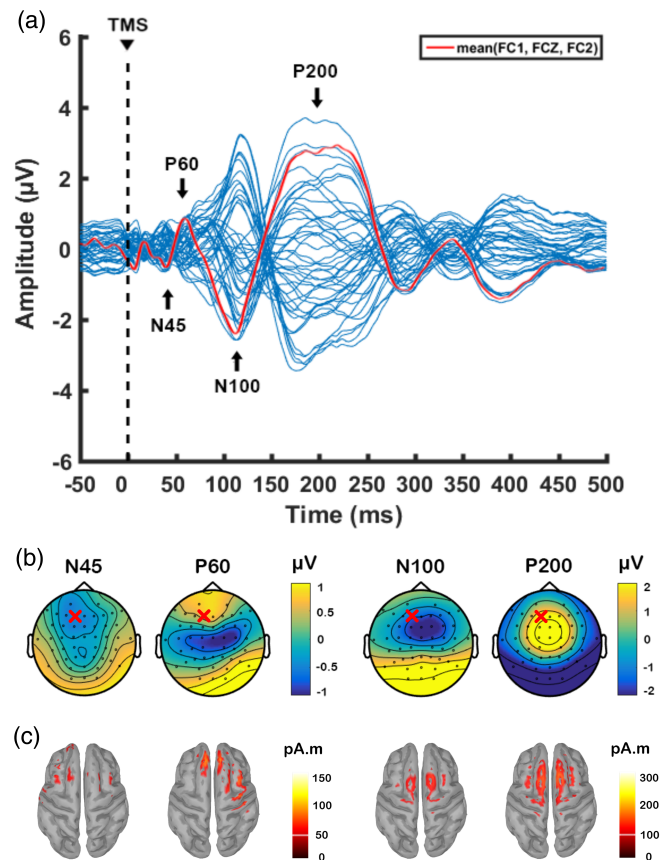 (a)
TMS
mean(FC1, FCZ, FC2)
P200
P60
N45
N100
Amplitude (µV)
6
4
2
0
-2
-4
-6
-50 0 50 100 150 200 250 300 350 400 450 500
Time (ms)
(b)
N45 P60 µV N100 P200 µV
1
0.5
0
-0.5
-1
2
1
0
-1
-2
(c)
pA.m
150
100
50
0
pA.m
300
200
100
0